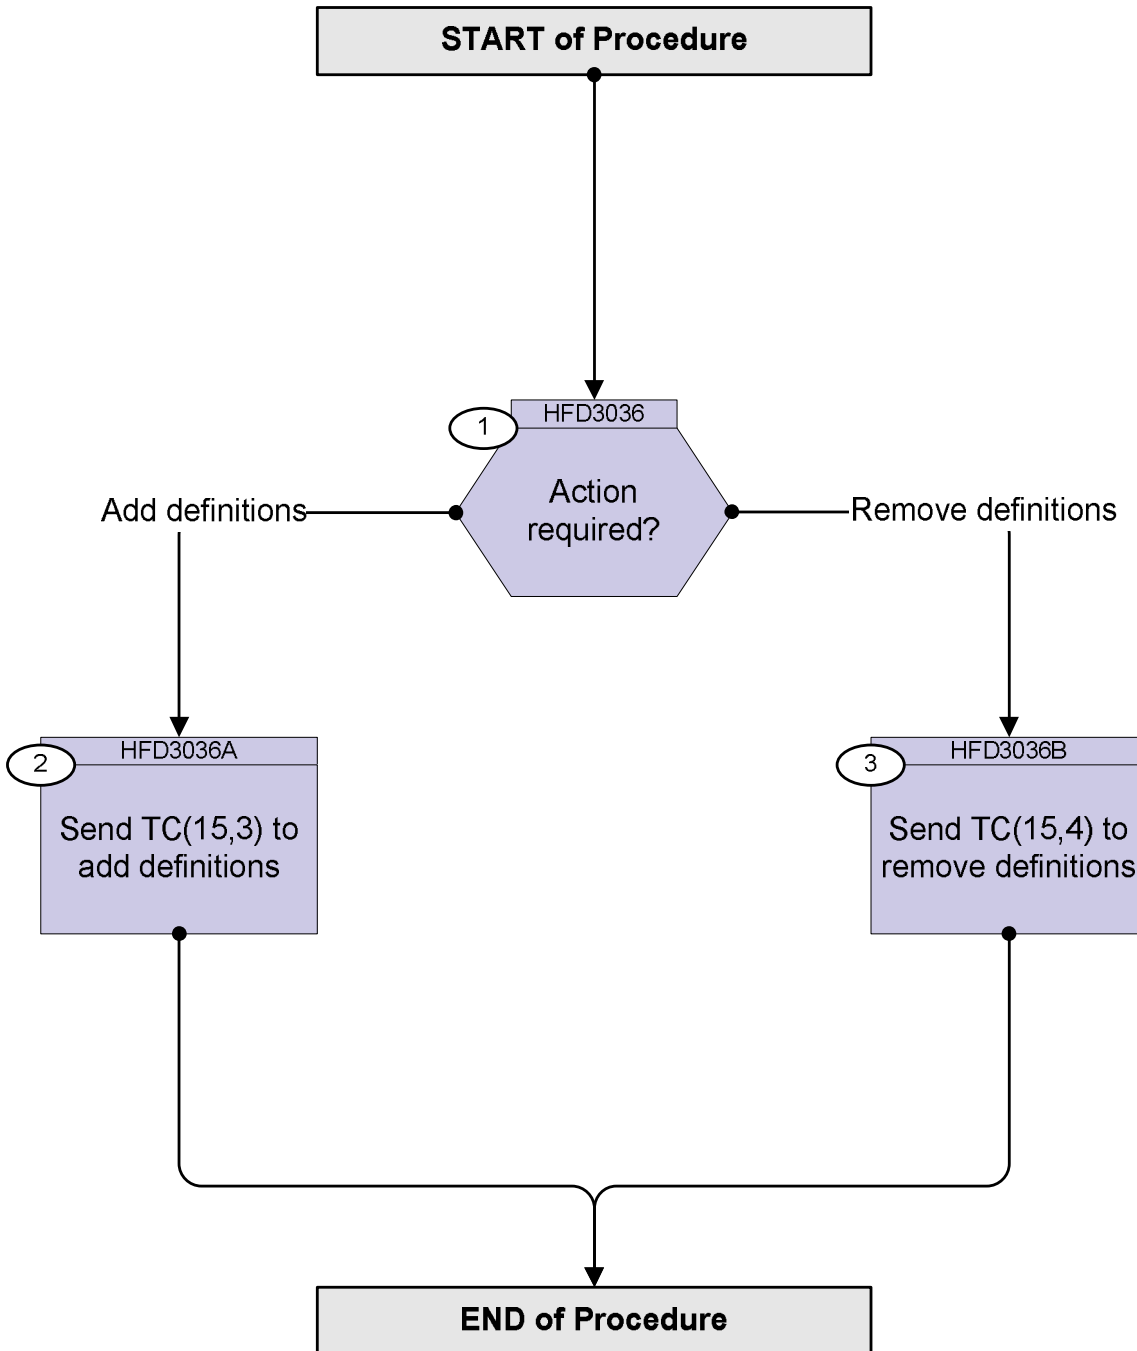 START of Procedure
HFD3036
1
Action
required?
Add definitions
Remove definitions
HFD3036A
2
Send TC(15,3) to
add definitions
HFD3036B
3
Send TC(15,4) to
remove definitions
END of Procedure